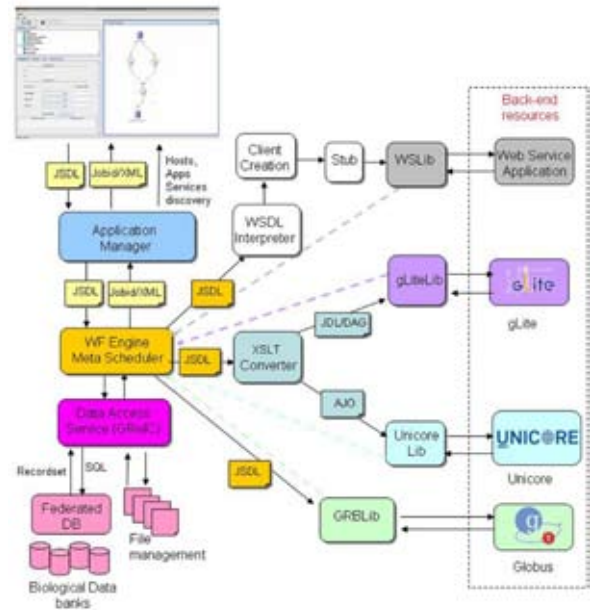 Back-end
resources
Client
Creation
Stub
WSLib
Web Service
Application
JSDL
Jobid/XML
Hosts,
Apps
Services
discovery
WSDL
Interpreter
Application
Manager
gLiteLib
gLite
gLite
JSDL
Jobid/XML
JSDL
JDL/DAG
WF Engine
Meta Scheduler
JSDL
XSLT
Converter
AJO
Data Access
Service (GRelC)
Unicore
Lib
UNICORE
Unicore
Recordset
SQL
JSDL
Federated
DB
File
management
GRBLib
Globus
Biological Data
banks